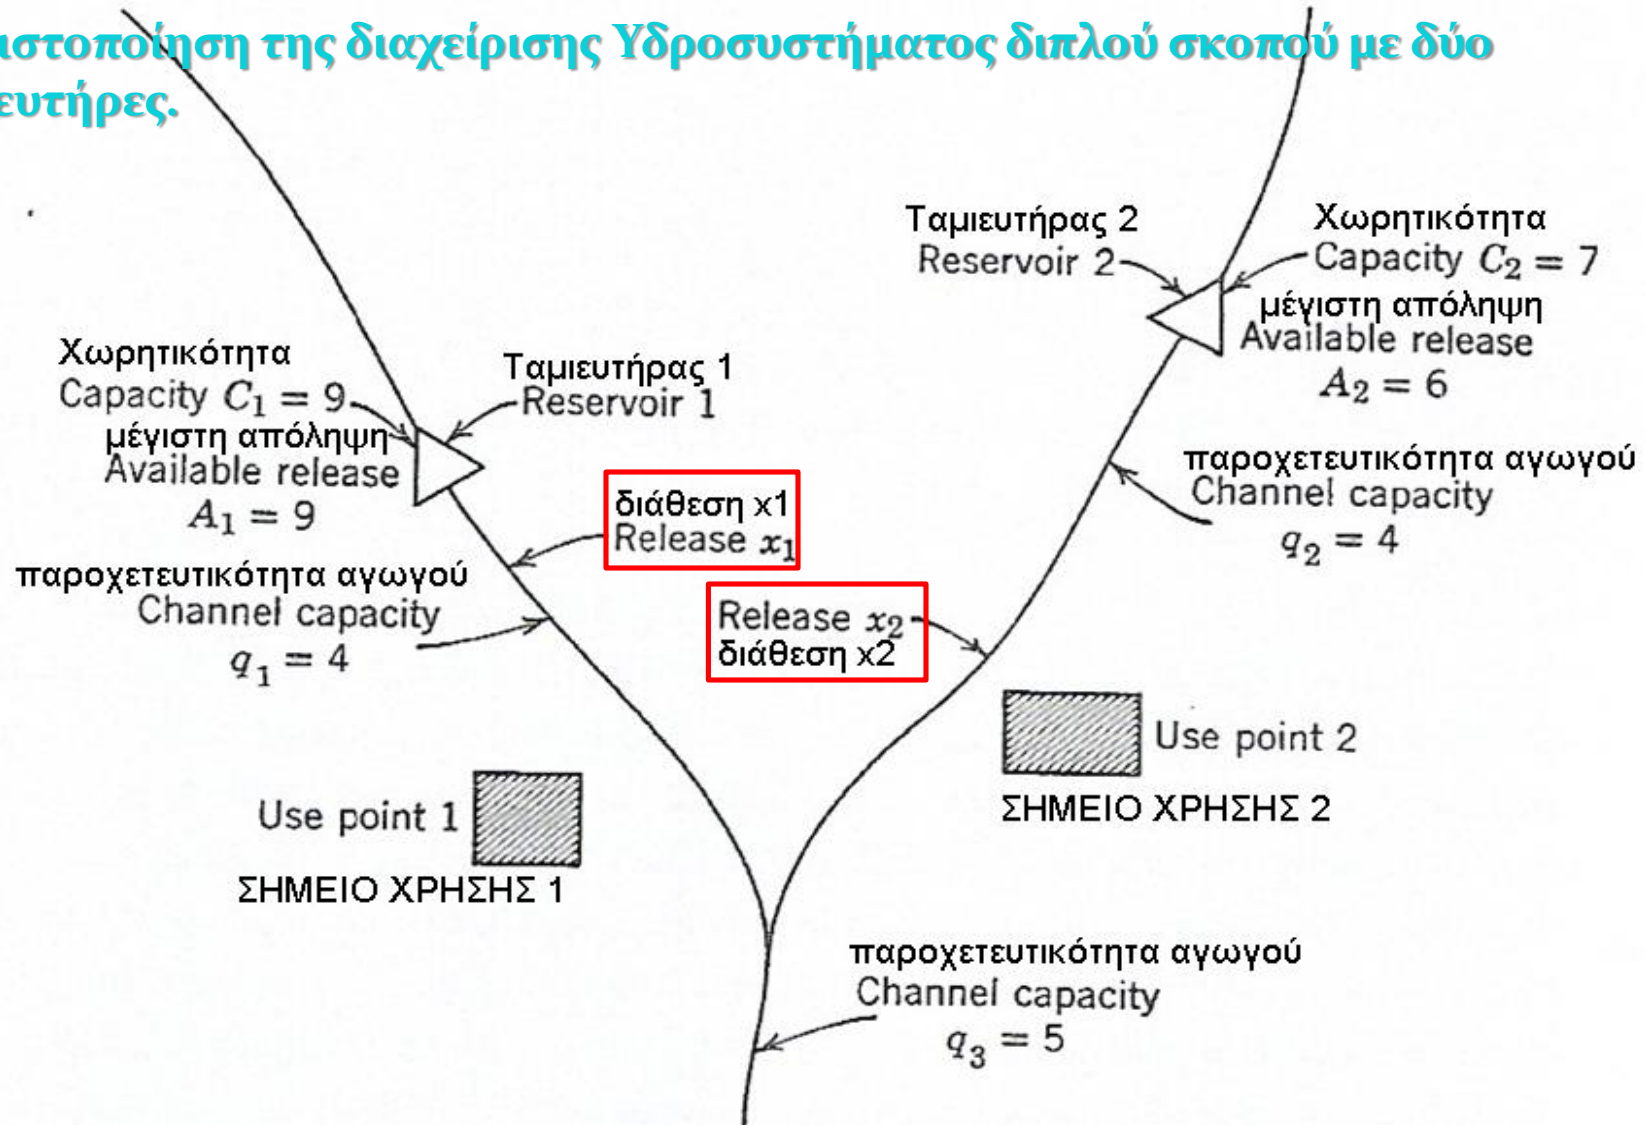 ιστοποίηση της διαχείρισης Υδροσυστήματος διπλού σκοπού με δύο
ευτήρες.
Ταμιευτήρας 2
Reservoir 2
Χωρητικότητα
Capacity C₂ = 7
μέγιστη απόληψη
Available release
A₂ = 6
Χωρητικότητα
Capacity C₁ = 9
μέγιστη απόληψη
Available release
A₁ = 9
Ταμιευτήρας 1
Reservoir 1
παροχετευτικότητα αγωγού
Channel capacity
q₂ = 4
διάθεση x1
Release x₁
παροχετευτικότητα αγωγού
Channel capacity
q₁ = 4
Release x₂
διάθεση x2
Use point 2
ΣΗΜΕΙΟ ΧΡΗΣΗΣ 2
Use point 1
ΣΗΜΕΙΟ ΧΡΗΣΗΣ 1
παροχετευτικότητα αγωγού
Channel capacity
q₃ = 5